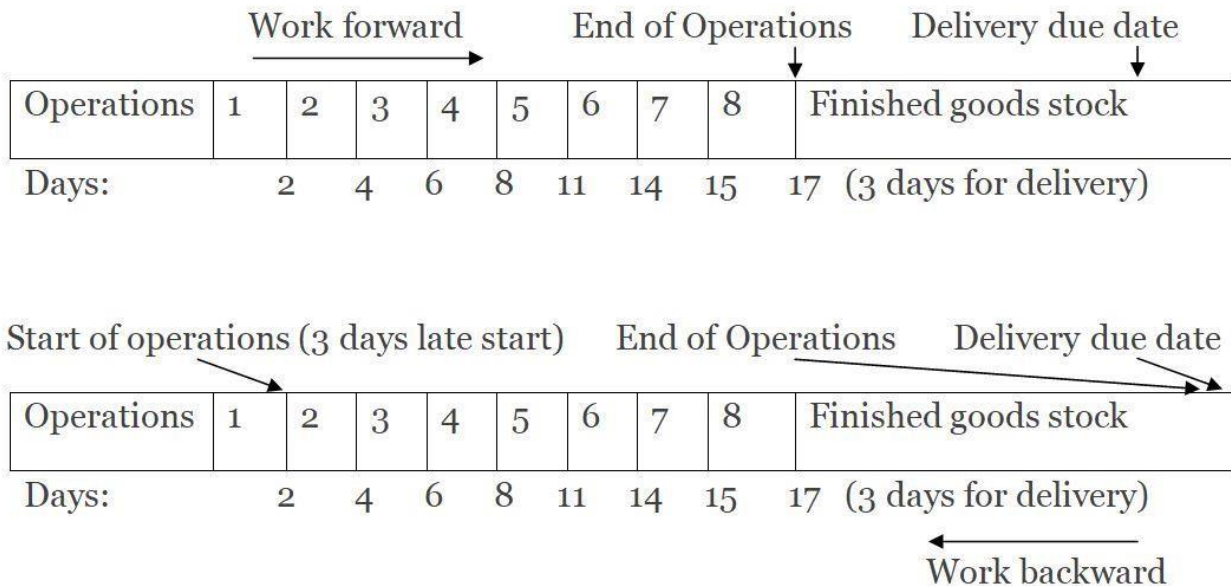 Work forward End of Operations Delivery due date
Operations 1 2 3 4 5 6 7 8 Finished goods stock
Days: 2 4 6 8 11 14 15 17 (3 days for delivery)
Start of operations (3 days late start) End of Operations Delivery due date
Operations 1 2 3 4 5 6 7 8 Finished goods stock
Days: 2 4 6 8 11 14 15 17 (3 days for delivery)
Work backward